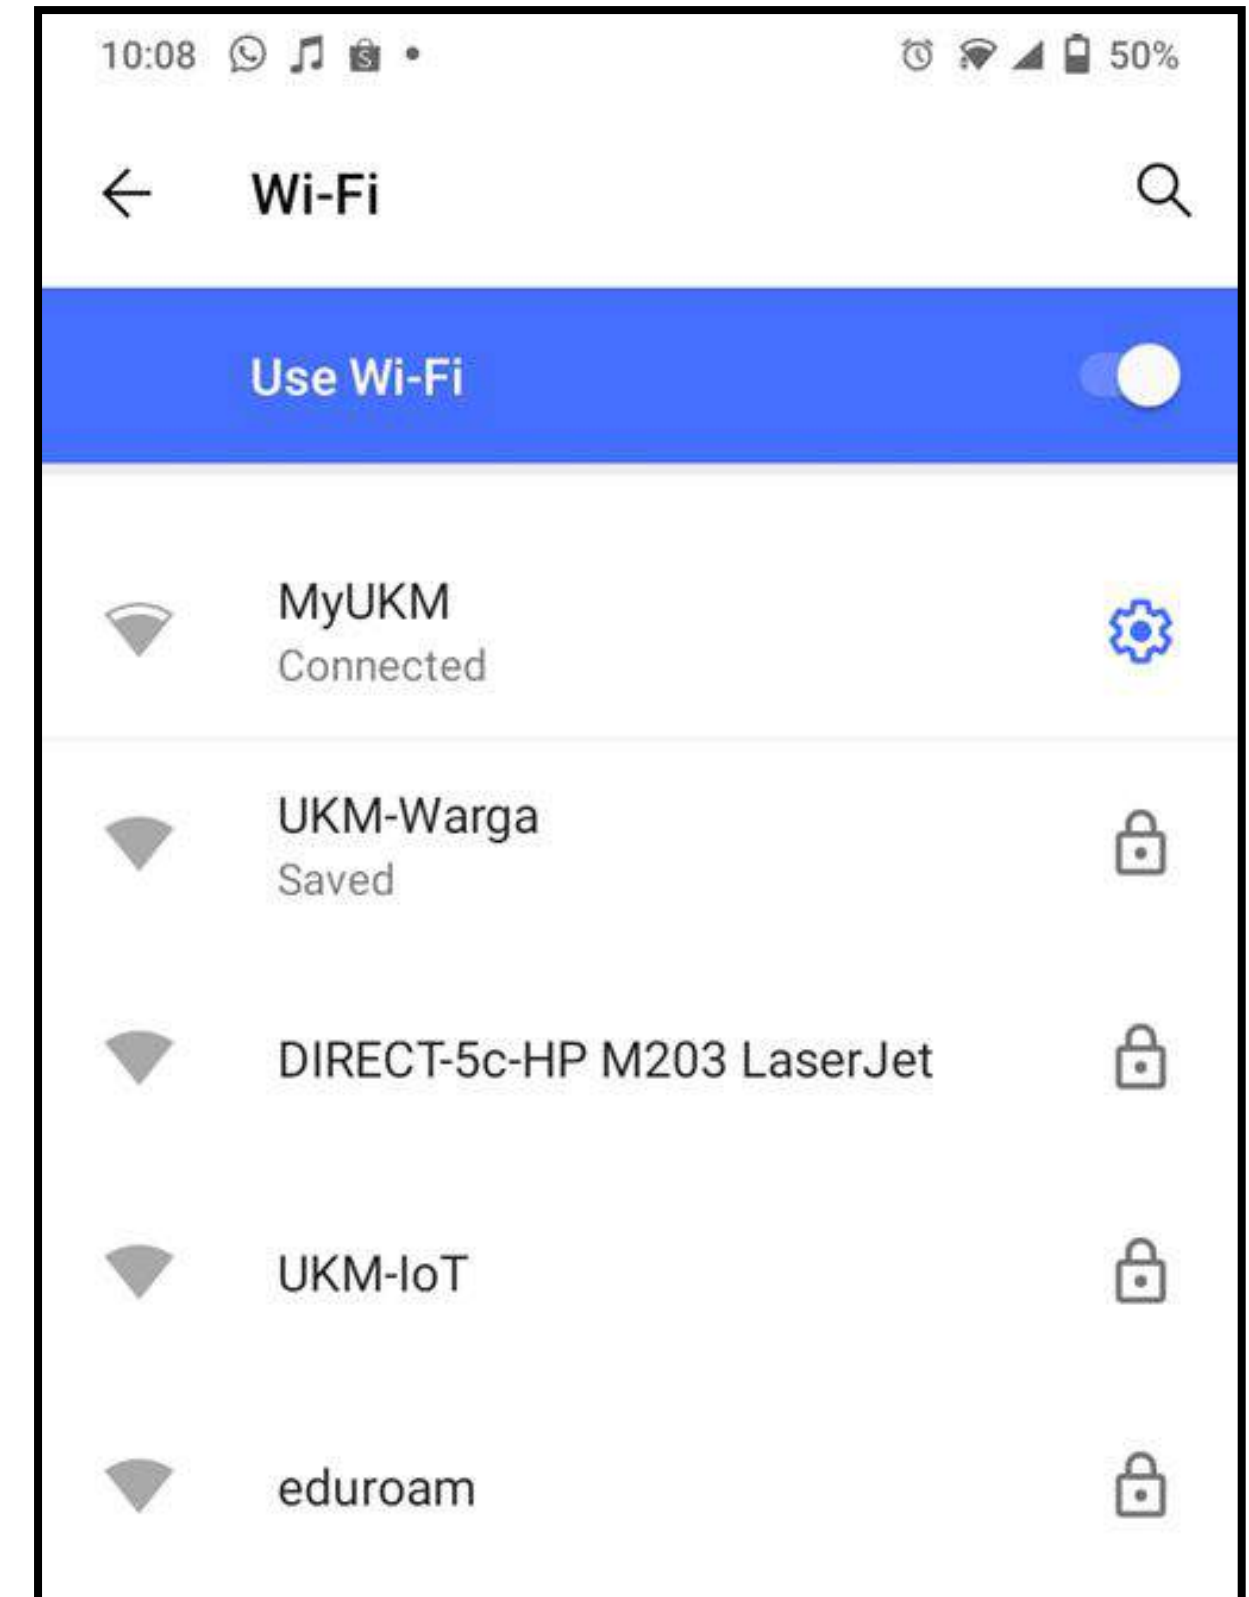 10:08
50%
Wi-Fi
Use Wi-Fi
MyUKM
Connected
UKM-Warga
Saved
DIRECT-5c-HP M203 LaserJet
UKM-IoT
eduroam